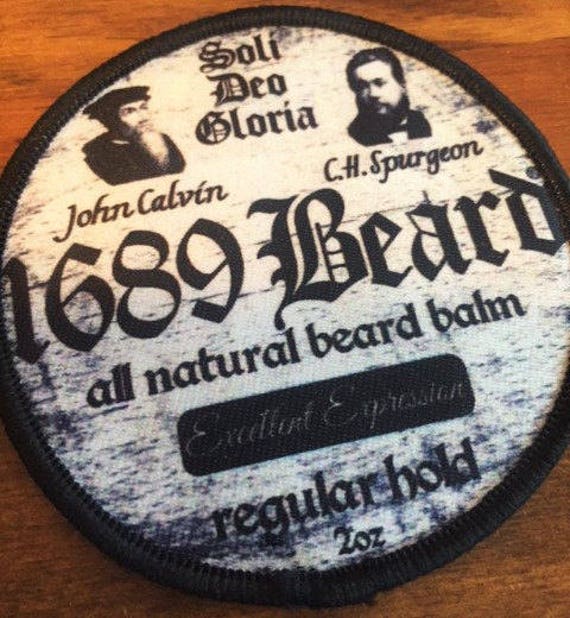 Soli
Deo
Gloria
John Calvin
C.H. Spurgeon
1689 Beard
all natural beard balm
Excellent Expression
regular hold
2oz